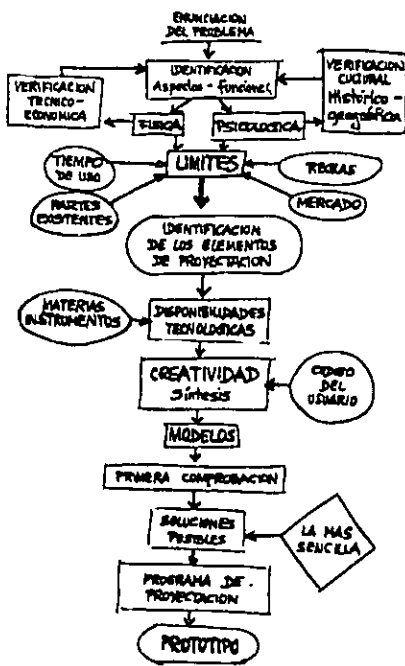 ENUNCIACION
DEL PROBLEMA
IDENTIFICACION
Aspectos - funciones
VERIFICACION
TECNICO-
ECONOMICA
VERIFICACION
CULTURAL
Histórico -
geográfica
FISICA
PSICOLOGICA
LIMITES
TIEMPO
DE USO
REGLAS
PARTES
EXISTENTES
MERCADO
IDENTIFICACION
DE LOS ELEMENTOS
DE PROYECTACION
MATERIAS
INSTRUMENTOS
DISPONIBILIDADES
TECNOLOGICAS
CREATIVIDAD
Síntesis
CODIGO
DEL
USUARIO
MODELOS
PRIMERA COMPROBACION
SOLUCIONES
POSIBLES
LA MAS
SENCILLA
PROGRAMA DE
PROYECTACION
PROTOTIPO